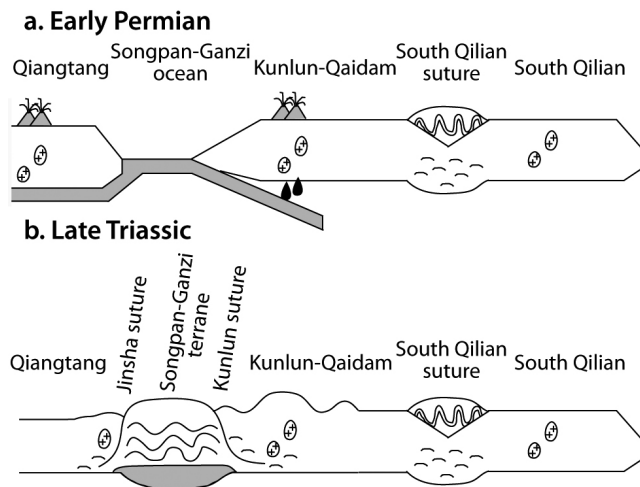 a. Early Permian
Qiangtang
Songpan-Ganzi
ocean
Kunlun-Qaidam
South Qilian
suture
South Qilian
b. Late Triassic
Qiangtang
Jinsha suture
Songpan-Ganzi
terrane
Kunlun suture
Kunlun-Qaidam
South Qilian
suture
South Qilian